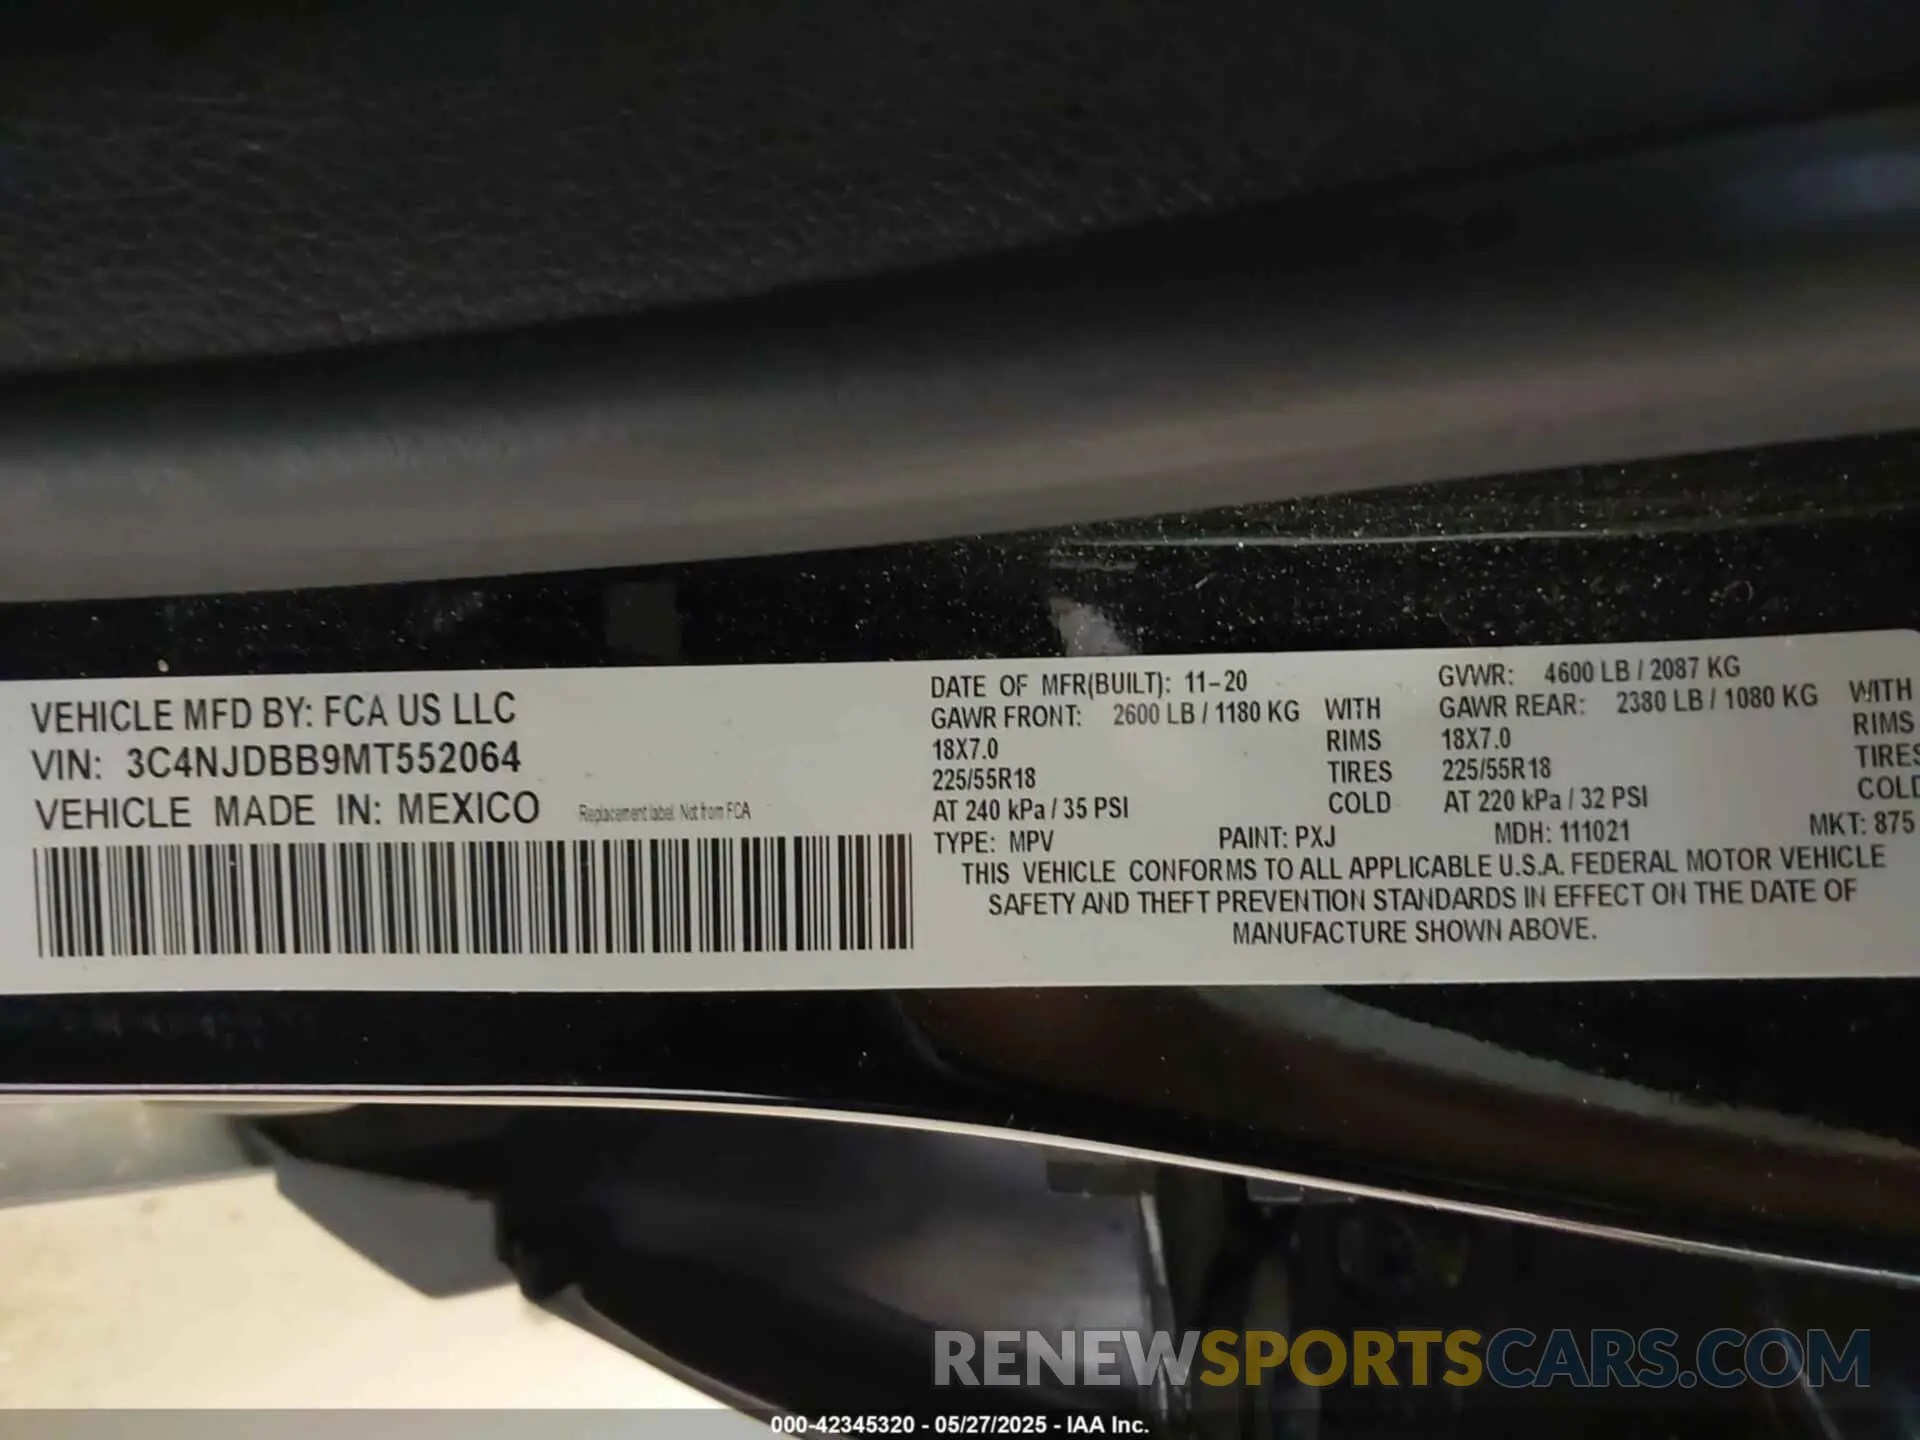 VEHICLE MFD BY: FCA US LLC
VIN: 3C4NJDBB9MT552064
VEHICLE MADE IN: MEXICO
Replacement label. Not from FCA
DATE OF MFR(BUILT): 11-20
GVWR: 4600 LB / 2087 KG
GAWR FRONT: 2600 LB / 1180 KG WITH
GAWR REAR: 2380 LB / 1080 KG WITH
18X7.0 RIMS 18X7.0 RIMS
225/55R18 TIRES 225/55R18 TIRES
AT 240 kPa / 35 PSI COLD AT 220 kPa / 32 PSI COLD
TYPE: MPV PAINT: PXJ MDH: 111021 MKT: 875
THIS VEHICLE CONFORMS TO ALL APPLICABLE U.S.A. FEDERAL MOTOR VEHICLE
SAFETY AND THEFT PREVENTION STANDARDS IN EFFECT ON THE DATE OF
MANUFACTURE SHOWN ABOVE.
RENEWSPORTSCARS.COM
000-42345320 - 05/27/2025 - IAA Inc.